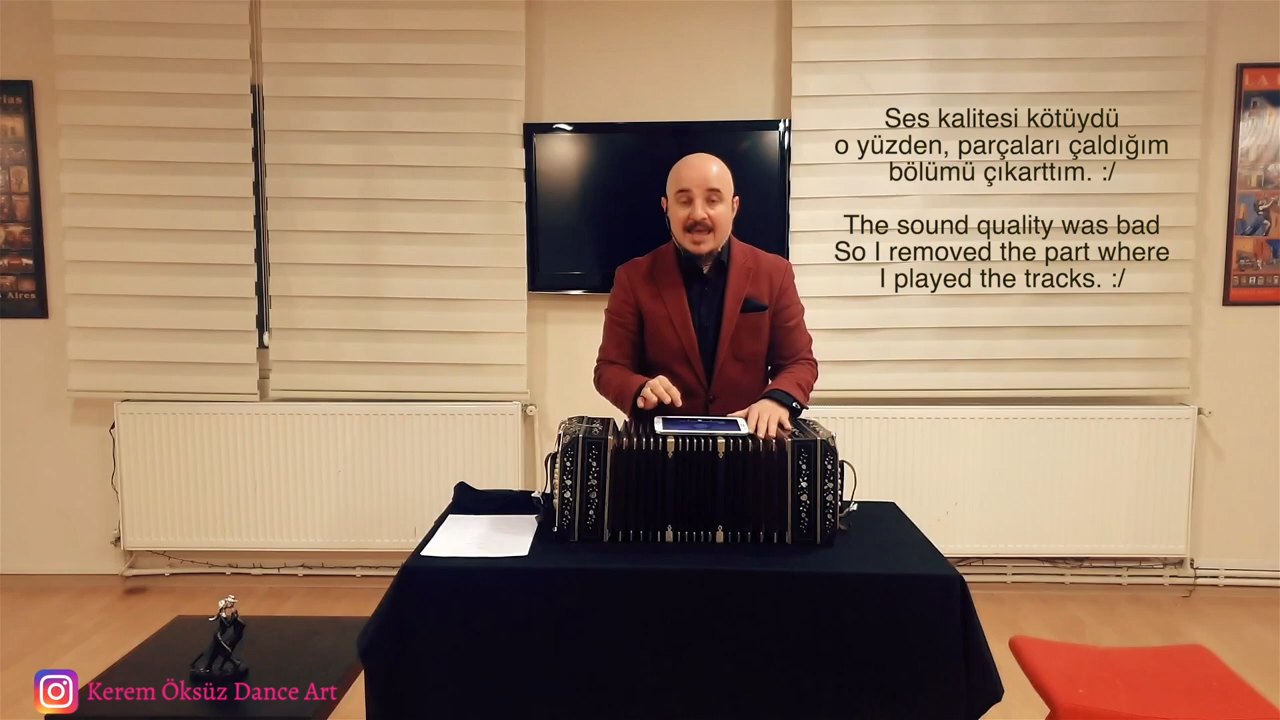 Ses kalitesi kötüydü
o yüzden, parçaları çaldığım
bölümü çıkarttım. :/
The sound quality was bad
So I removed the part where
I played the tracks. :/
Kerem Öksüz Dance Art